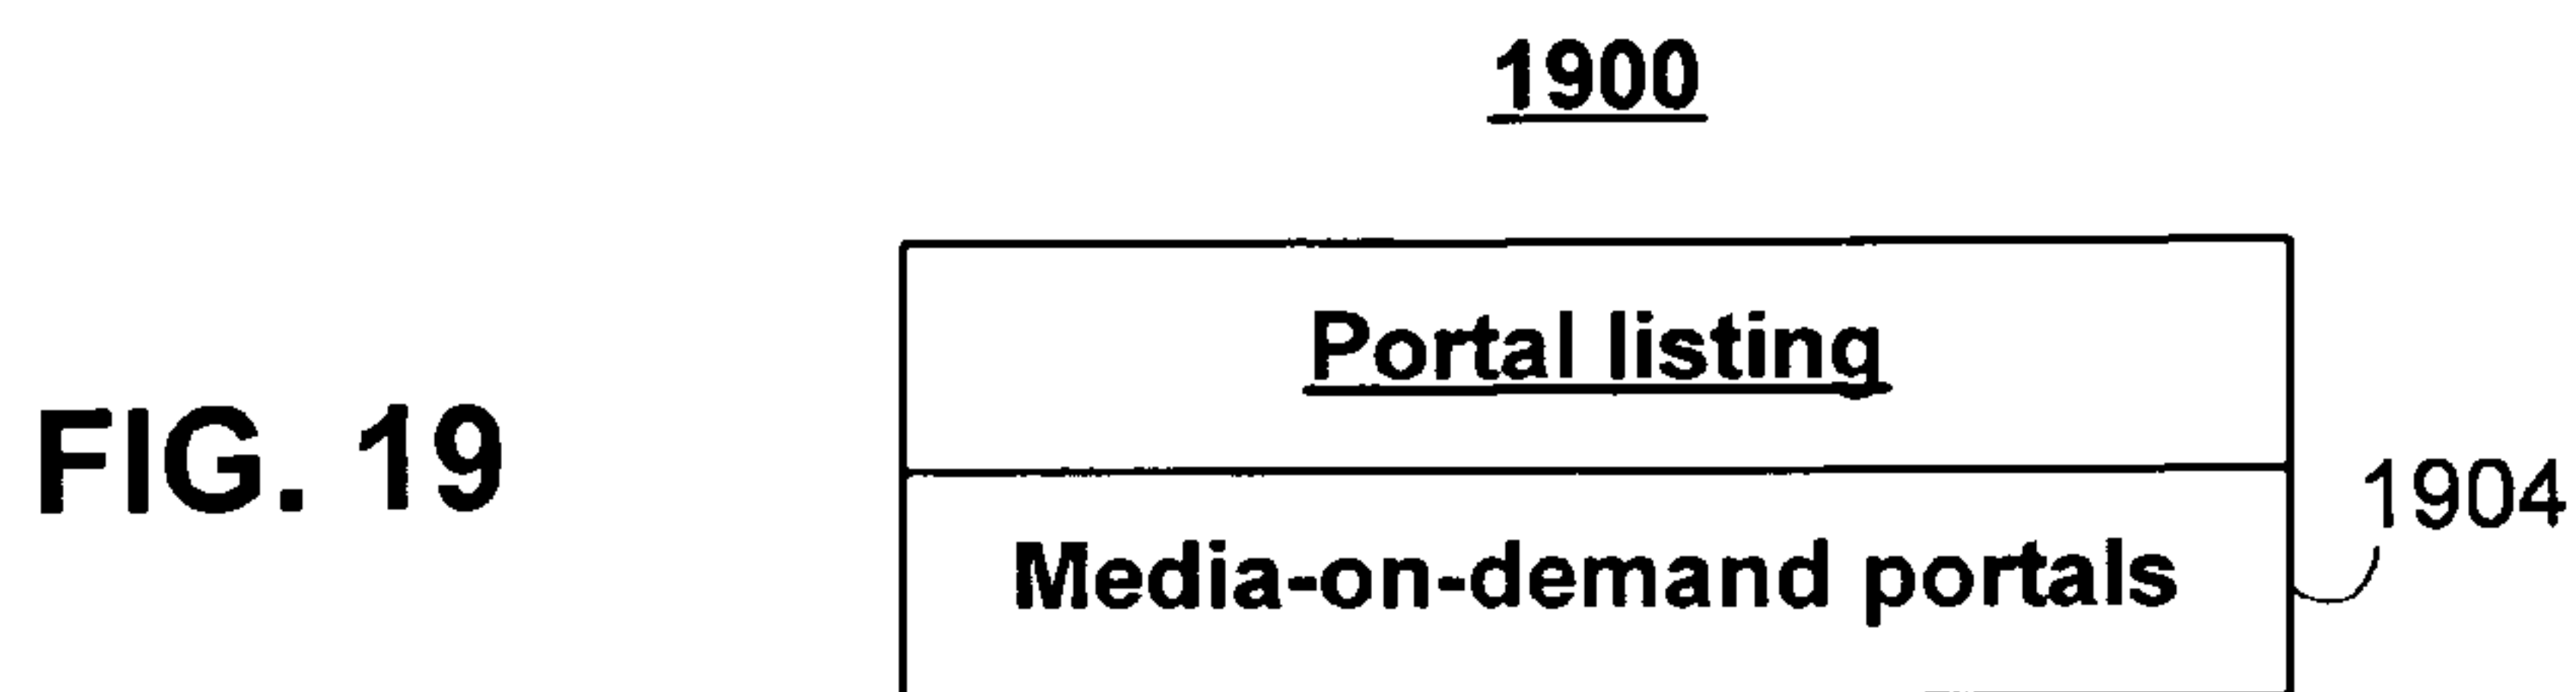 1900
Portal listing
FIG. 19
1904
Media-on-demand portals